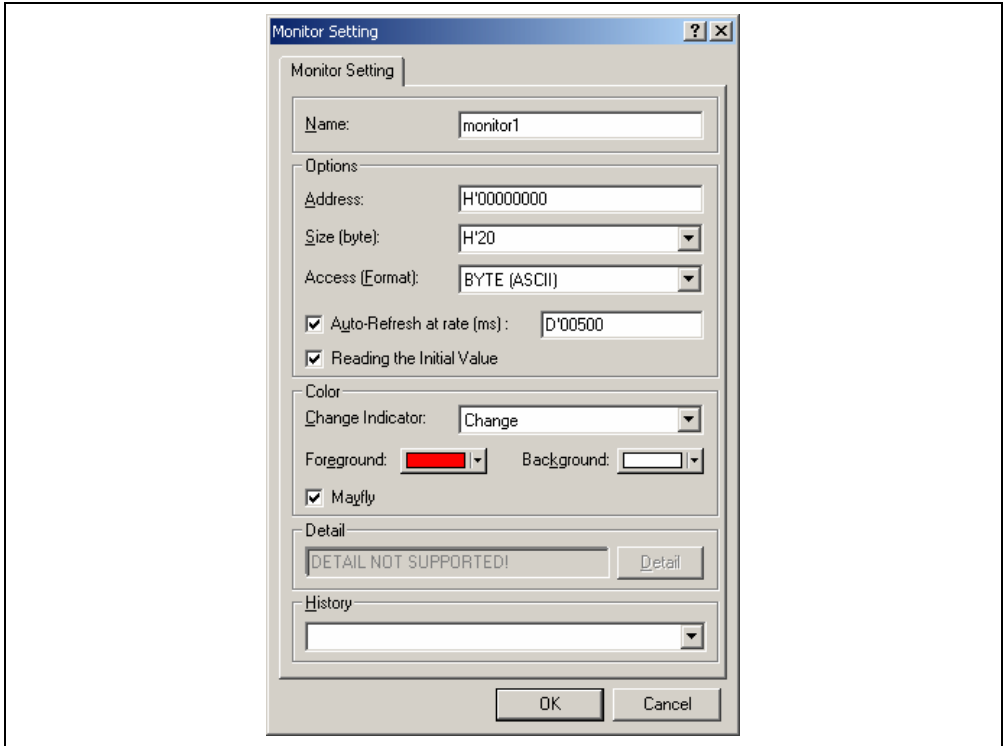 Monitor Setting
Monitor Setting
Name: monitor1
Options
Address: H'00000000
Size (byte): H'20
Access (Format): BYTE (ASCII)
Auto-Refresh at rate (ms) : D'00500
Reading the Initial Value
Color
Change Indicator: Change
Foreground: Background:
Mayfly
Detail
DETAIL NOT SUPPORTED! Detail
History
OK Cancel